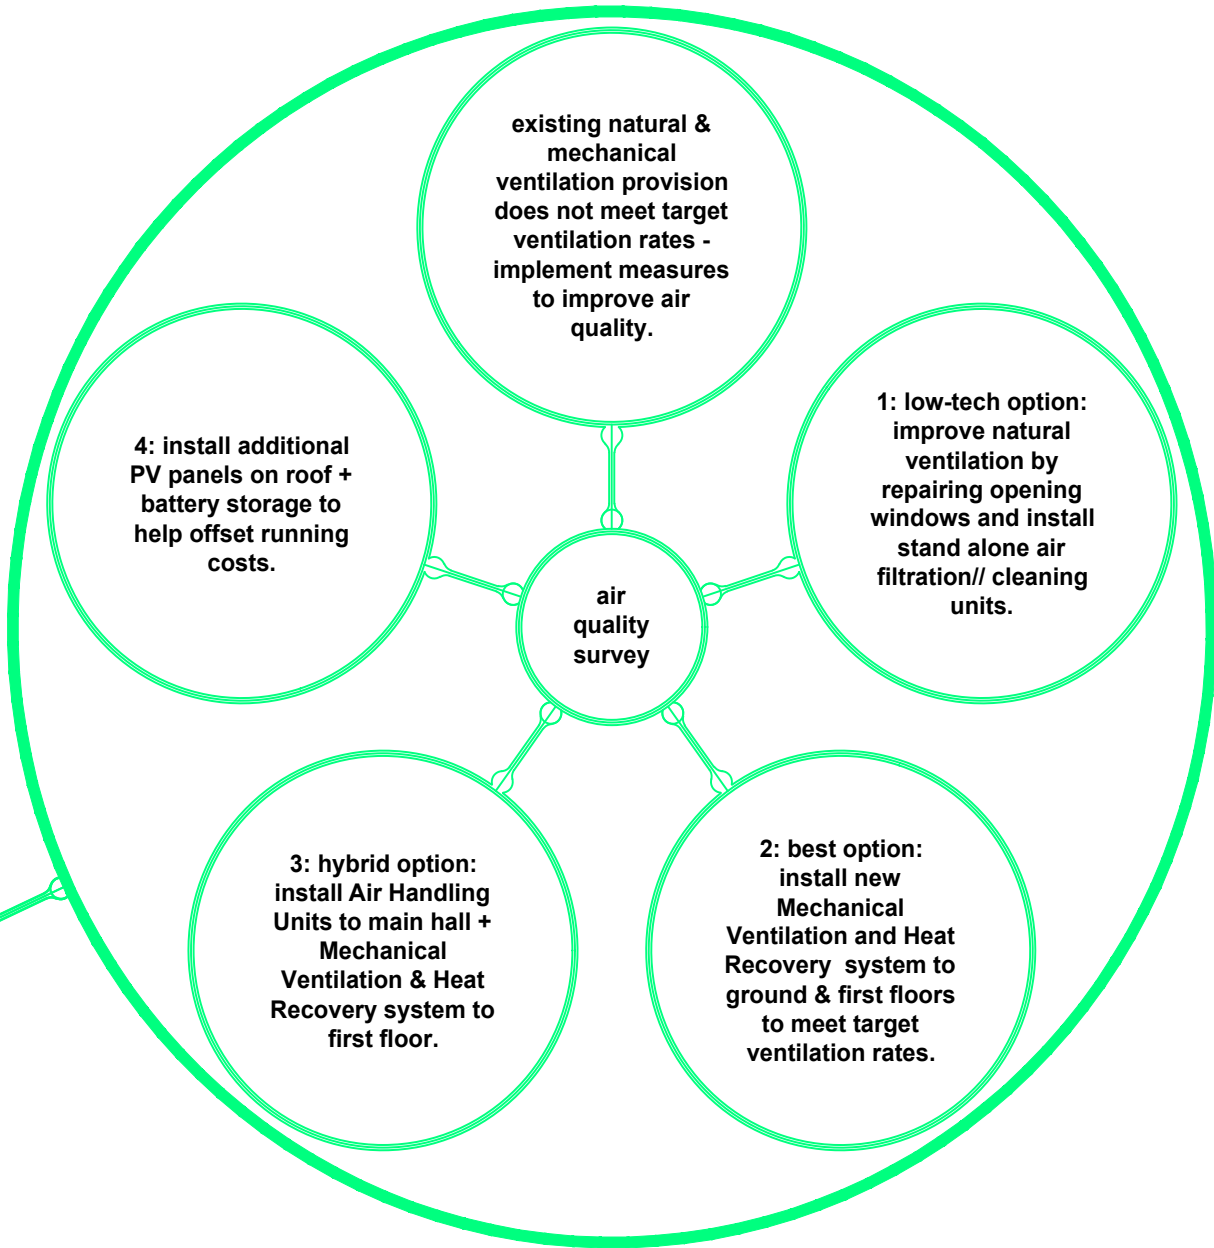 existing natural &
mechanical
ventilation provision
does not meet target
ventilation rates -
implement measures
to improve air
quality.
1: low-tech option:
improve natural
ventilation by
repairing opening
windows and install
stand alone air
filtration// cleaning
units.
4: install additional
PV panels on roof +
battery storage to
help offset running
costs.
air
quality
survey
3: hybrid option:
install Air Handling
Units to main hall +
Mechanical
Ventilation & Heat
Recovery system to
first floor.
2: best option:
install new
Mechanical
Ventilation and Heat
Recovery  system to
ground & first floors
to meet target
ventilation rates.